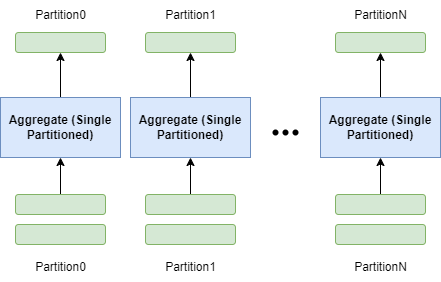 Partition0
Partition1
PartitionN
Aggregate (Single
Partitioned)
Aggregate (Single
Partitioned)
Aggregate (Single
Partitioned)
Partition0
Partition1
PartitionN